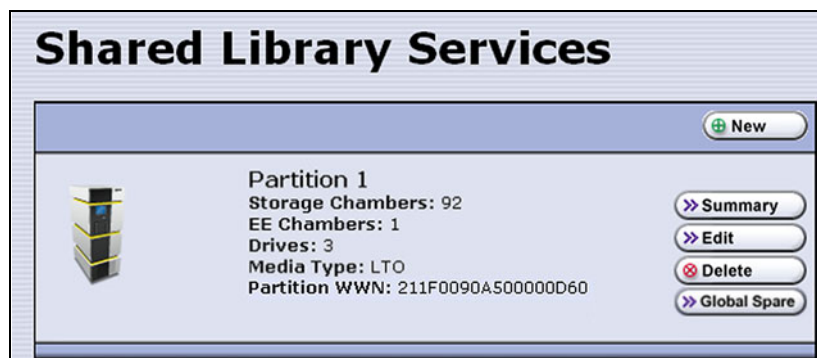 Shared Library Services
New
Partition 1
Storage Chambers: 92
EE Chambers: 1
Drives: 3
Media Type: LTO
Partition WWN: 211F0090A500000D60
Summary
Edit
Delete
Global Spare